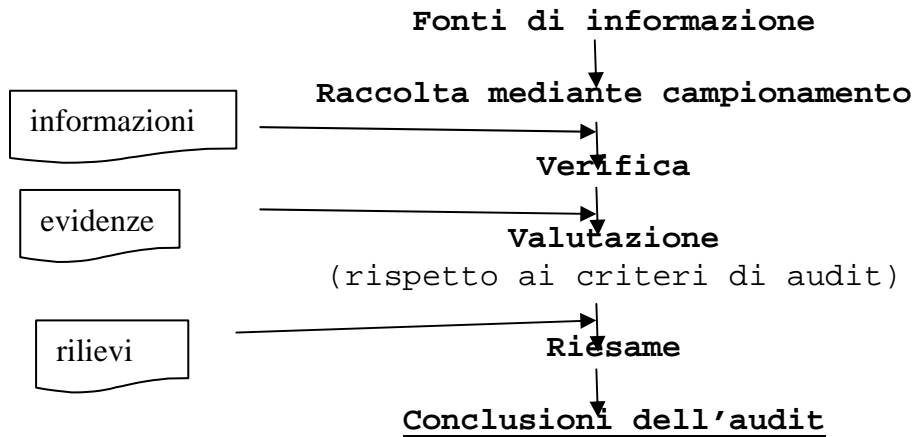 Fonti di informazione
Raccolta mediante campionamento
informazioni
Verifica
evidenze
Valutazione
(rispetto ai criteri di audit)
rilievi
Riesame
Conclusioni dell’audit